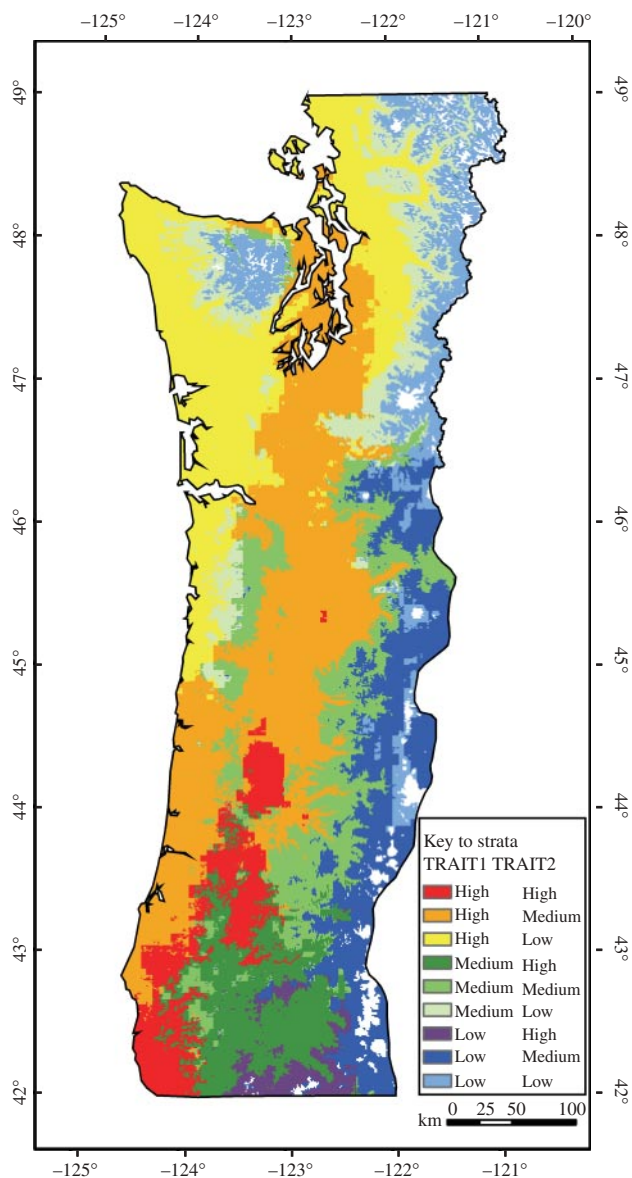 −125° −124° −123° −122° −121° −120°
49° 49°
48° 48°
47° 47°
46° 46°
45° 45°
44° 44°
43° 43°
42° 42°
Key to strata
TRAIT1 TRAIT2
High High
High Medium
High Low
Medium High
Medium Medium
Medium Low
Low High
Low Medium
Low Low
km 0 25 50 100
−125° −124° −123° −122° −121°